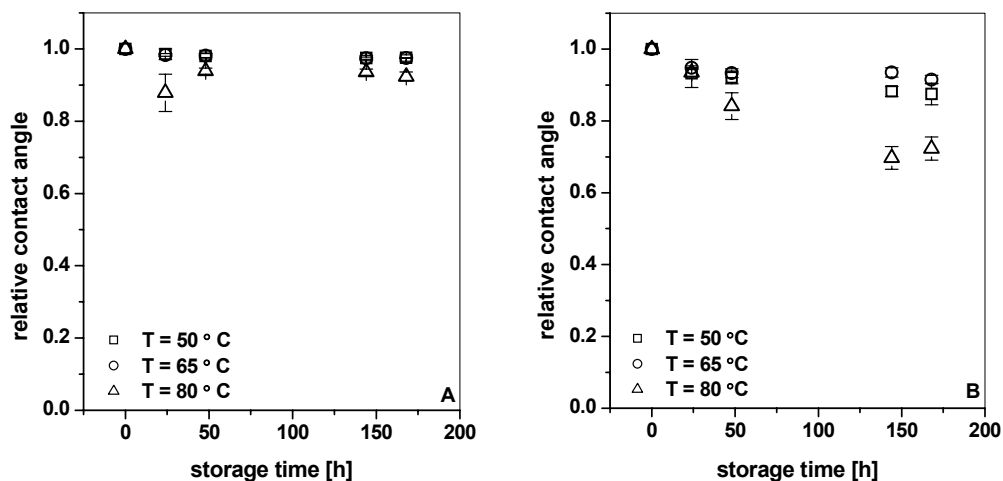 1.0
0.8
0.6
0.4
0.2
0.0
relative contact angle
T = 50 ° C
T = 65 ° C
T = 80 ° C
A
0
50
100
150
200
storage time [h]
1.0
0.8
0.6
0.4
0.2
0.0
relative contact angle
T = 50 ° C
T = 65 ° C
T = 80 ° C
B
0
50
100
150
200
storage time [h]